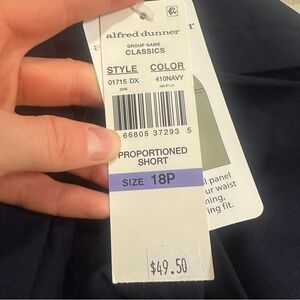 alfred dunner
GROUP NAME
CLASSICS
STYLE COLOR
01715 DX 410NAVY
66805 37293 5
PROPORTIONED
SHORT
SIZE 18P
$49.50
panel
ur waist
ning,
ing fit.